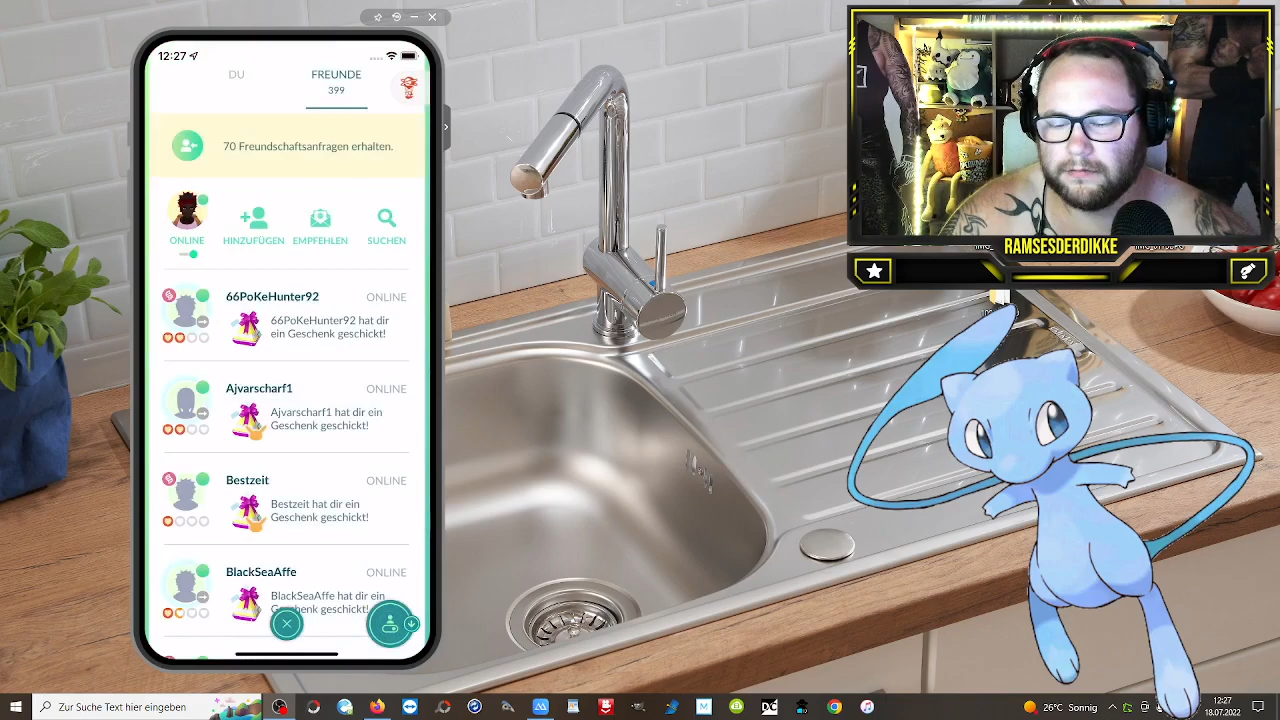 12:27
DU
FREUNDE
399
70 Freundschaftsanfragen erhalten.
ONLINE
HINZUFÜGEN
EMPFEHLEN
SUCHEN
66PoKeHunter92
ONLINE
66PoKeHunter92 hat dir
ein Geschenk geschickt!
Ajvarscharf1
ONLINE
Ajvarscharf1 hat dir ein
Geschenk geschickt!
Bestzeit
ONLINE
Bestzeit hat dir ein
Geschenk geschickt!
BlackSeaAffe
ONLINE
BlackSeaAffe hat dir ein
Geschenk geschickt!
RAMSESDERDIKKE
Zur Suche Text hier eingeben
26°C Sonnig
12:27
18.07.2022